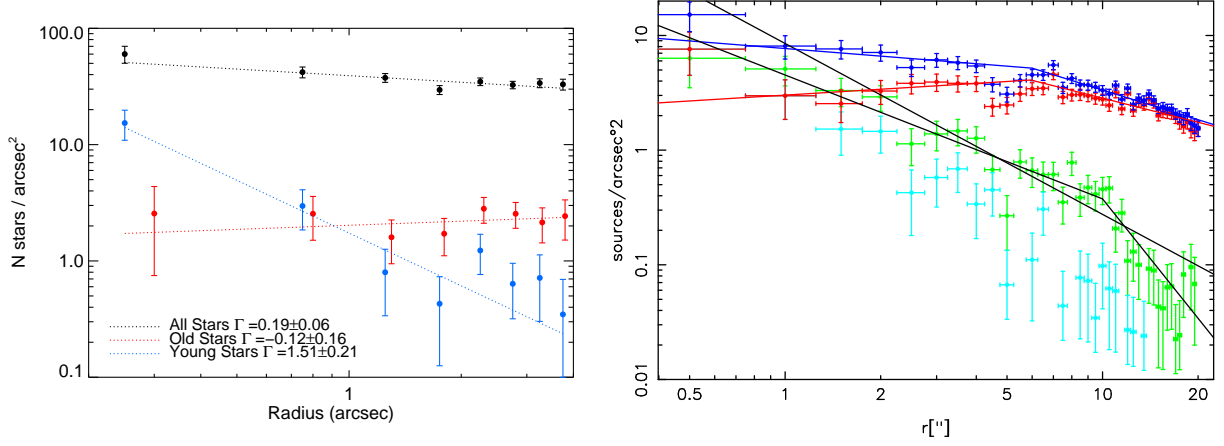 100.0
10.0
1.0
0.1
N stars / arcsec²
All Stars Γ =0.19±0.06
Old Stars Γ =−0.12±0.16
Young Stars Γ =1.51±0.21
1
Radius (arcsec)
10
1
0.1
0.01
sources/arcsec^2
0.5 1 2 5 10 20
r['']